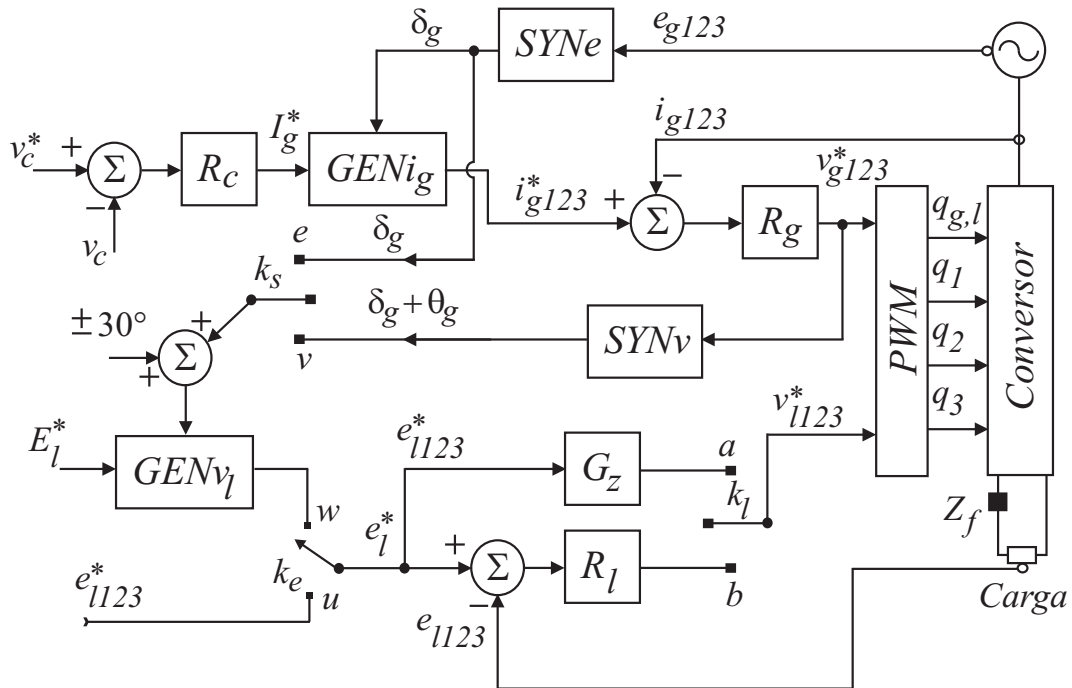 δg
SYNe
eg123
ig123
vc*
+
Σ
−
vc
Rc
Ig*
GENig
ig123*
+
−
Σ
Rg
vg123*
PWM
qg,l
q1
q2
q3
Conversor
e
δg
ks
± 30°
+
+
Σ
δg + θg
v
SYNv
El*
GENvl
el123*
Gz
a
vl123*
kl
w
el*
ke
u
el123*
+
Σ
−
el123
Rl
b
Zf
Carga